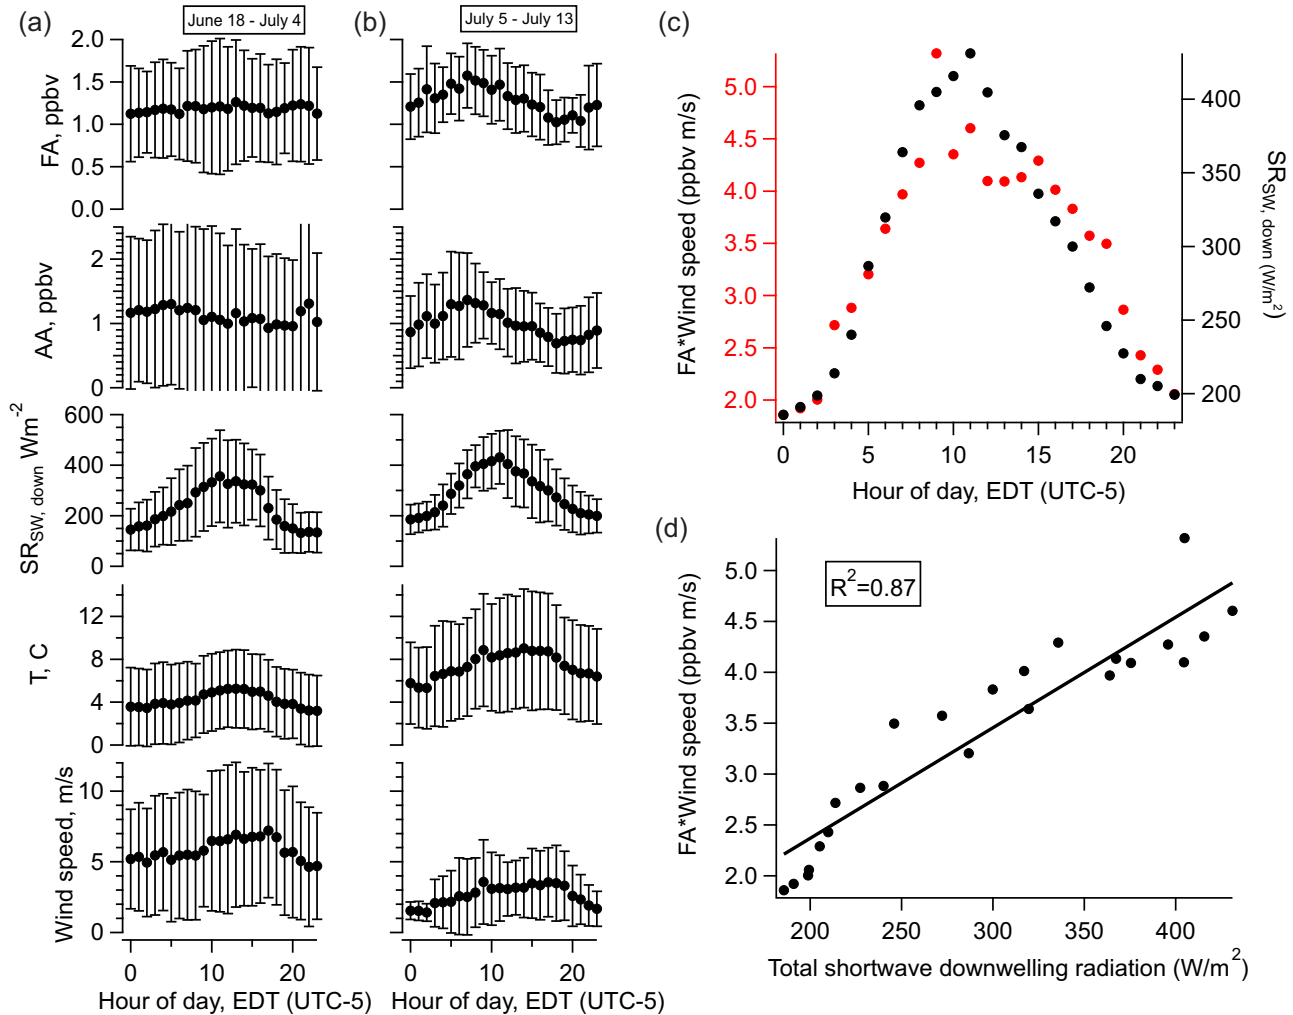 (a)
June 18 - July 4
FA, ppbv
2.0
1.5
1.0
0.5
0.0
AA, ppbv
2
1
0
SR_SW, down Wm^-2
600
400
200
0
T, C
12
8
4
0
Wind speed, m/s
10
5
0
0 10 20
Hour of day, EDT (UTC-5)
(b)
July 5 - July 13
0 10 20
Hour of day, EDT (UTC-5)
(c)
FA*Wind speed (ppbv m/s)
5.0
4.5
4.0
3.5
3.0
2.5
2.0
400
350
300
250
200
SR_SW, down (W/m^2)
0 5 10 15 20
Hour of day, EDT (UTC-5)
(d)
R^2=0.87
FA*Wind speed (ppbv m/s)
5.0
4.5
4.0
3.5
3.0
2.5
2.0
200 250 300 350 400
Total shortwave downwelling radiation (W/m^2)